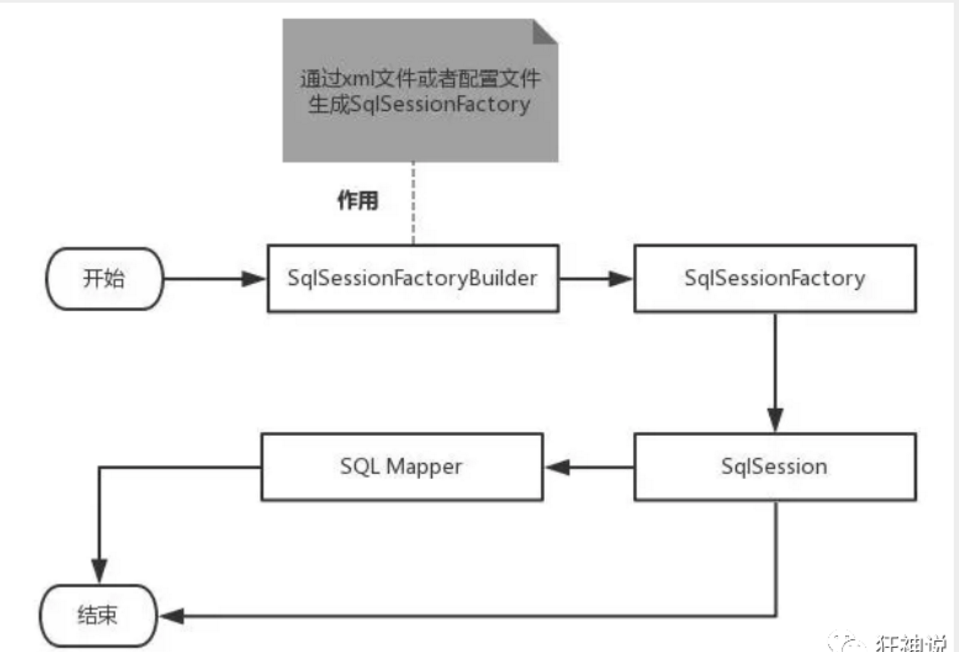 通过xml文件或者配置文件
生成SqlSessionFactory
作用
开始
SqlSessionFactoryBuilder
SqlSessionFactory
SQL Mapper
SqlSession
结束
狂神说